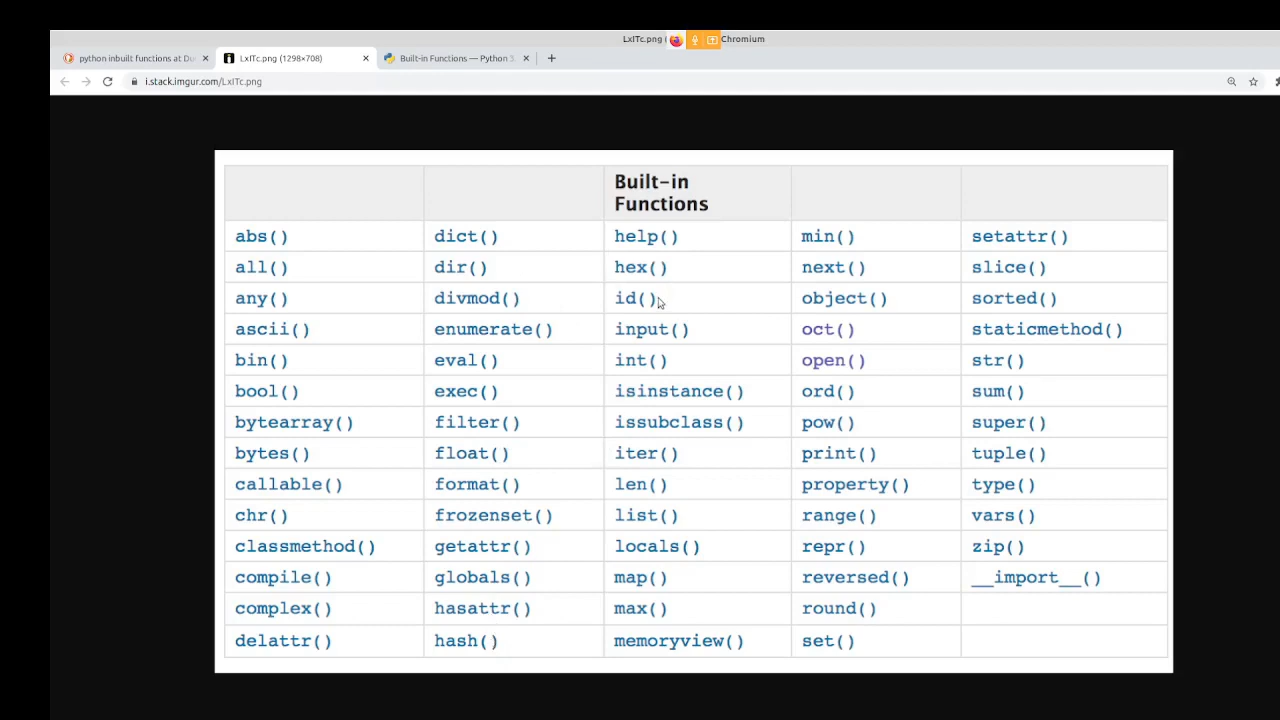 LxITc.png ( Chromium
python inbuilt functions at Du
LxITc.png (1298×708)
Built-in Functions — Python 3.
i.stack.imgur.com/LxITc.png
Built-in
Functions
abs() dict() help() min() setattr()
all() dir() hex() next() slice()
any() divmod() id() object() sorted()
ascii() enumerate() input() oct() staticmethod()
bin() eval() int() open() str()
bool() exec() isinstance() ord() sum()
bytearray() filter() issubclass() pow() super()
bytes() float() iter() print() tuple()
callable() format() len() property() type()
chr() frozenset() list() range() vars()
classmethod() getattr() locals() repr() zip()
compile() globals() map() reversed() __import__()
complex() hasattr() max() round()
delattr() hash() memoryview() set()